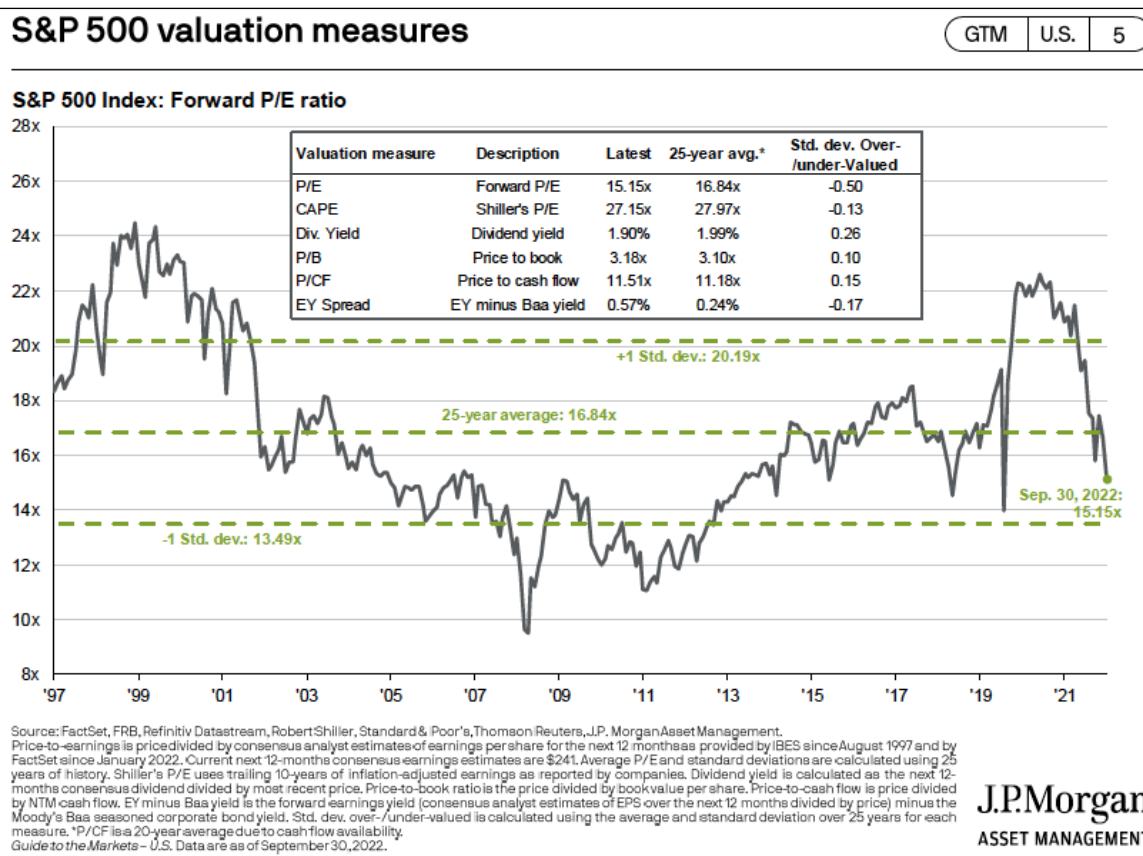 S&P 500 valuation measures
GTM U.S. 5
S&P 500 Index: Forward P/E ratio
28x
26x
24x
22x
20x
18x
16x
14x
12x
10x
8x
Valuation measure Description Latest 25-year avg.* Std. dev. Over-
/under-Valued
P/E Forward P/E 15.15x 16.84x -0.50
CAPE Shiller's P/E 27.15x 27.97x -0.13
Div. Yield Dividend yield 1.90% 1.99% 0.26
P/B Price to book 3.18x 3.10x 0.10
P/CF Price to cash flow 11.51x 11.18x 0.15
EY Spread EY minus Baa yield 0.57% 0.24% -0.17
+1 Std. dev.: 20.19x
25-year average: 16.84x
Sep. 30, 2022:
15.15x
-1 Std. dev.: 13.49x
'97 '99 '01 '03 '05 '07 '09 '11 '13 '15 '17 '19 '21
Source: FactSet, FRB, Refinitiv Datastream, Robert Shiller, Standard & Poor's, Thomson Reuters, J.P. Morgan Asset Management.
Price-to-earnings is price divided by consensus analyst estimates of earnings per share for the next 12 months as provided by IBES since August 1997 and by
FactSet since January 2022. Current next 12-months consensus earnings estimates are $241. Average P/E and standard deviations are calculated using 25
years of history. Shiller's P/E uses trailing 10-years of inflation-adjusted earnings as reported by companies. Dividend yield is calculated as the next 12-
months consensus dividend divided by most recent price. Price-to-book ratio is the price divided by book value per share. Price-to-cash flow is price divided
by NTM cash flow. EY minus Baa yield is the forward earnings yield (consensus analyst estimates of EPS over the next 12 months divided by price) minus the
Moody's Baa seasoned corporate bond yield. Std. dev. over-/under-valued is calculated using the average and standard deviation over 25 years for each
measure. *P/CF is a 20-year average due to cash flow availability.
Guide to the Markets – U.S. Data are as of September 30, 2022.
J.P.Morgan
ASSET MANAGEMENT